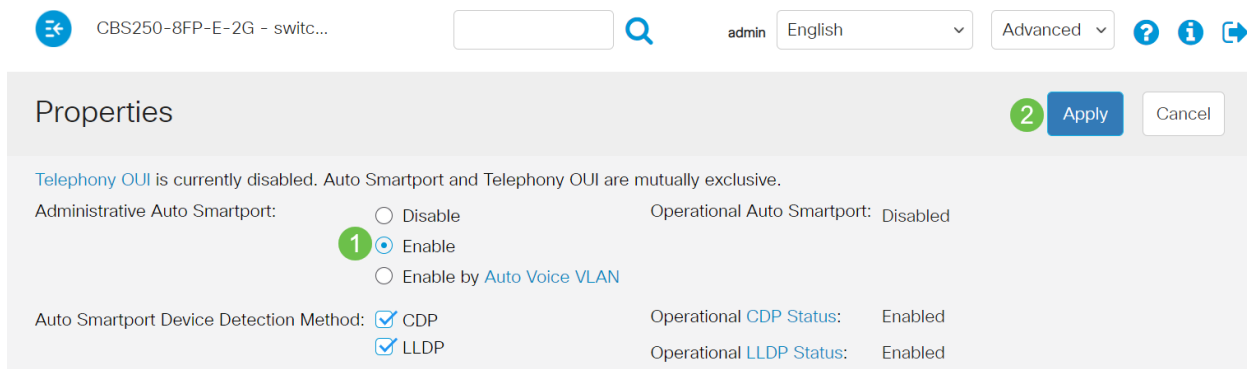 CBS250-8FP-E-2G - switc...
admin
English
Advanced
Properties
2
Apply
Cancel
Telephony OUI is currently disabled. Auto Smartport and Telephony OUI are mutually exclusive.
Administrative Auto Smartport:
Disable
Operational Auto Smartport: Disabled
1
Enable
Enable by Auto Voice VLAN
Auto Smartport Device Detection Method:
CDP
Operational CDP Status: Enabled
LLDP
Operational LLDP Status: Enabled